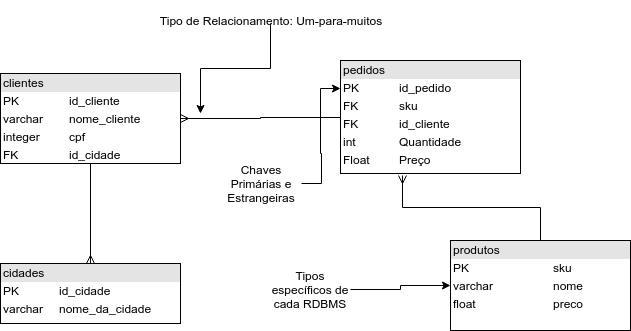 Tipo de Relacionamento: Um-para-muitos
clientes
PK id_cliente
varchar nome_cliente
integer cpf
FK id_cidade
pedidos
PK id_pedido
FK sku
FK id_cliente
int Quantidade
Float Preço
Chaves
Primárias e
Estrangeiras
cidades
PK id_cidade
varchar nome_da_cidade
Tipos
específicos de
cada RDBMS
produtos
PK sku
varchar nome
float preco